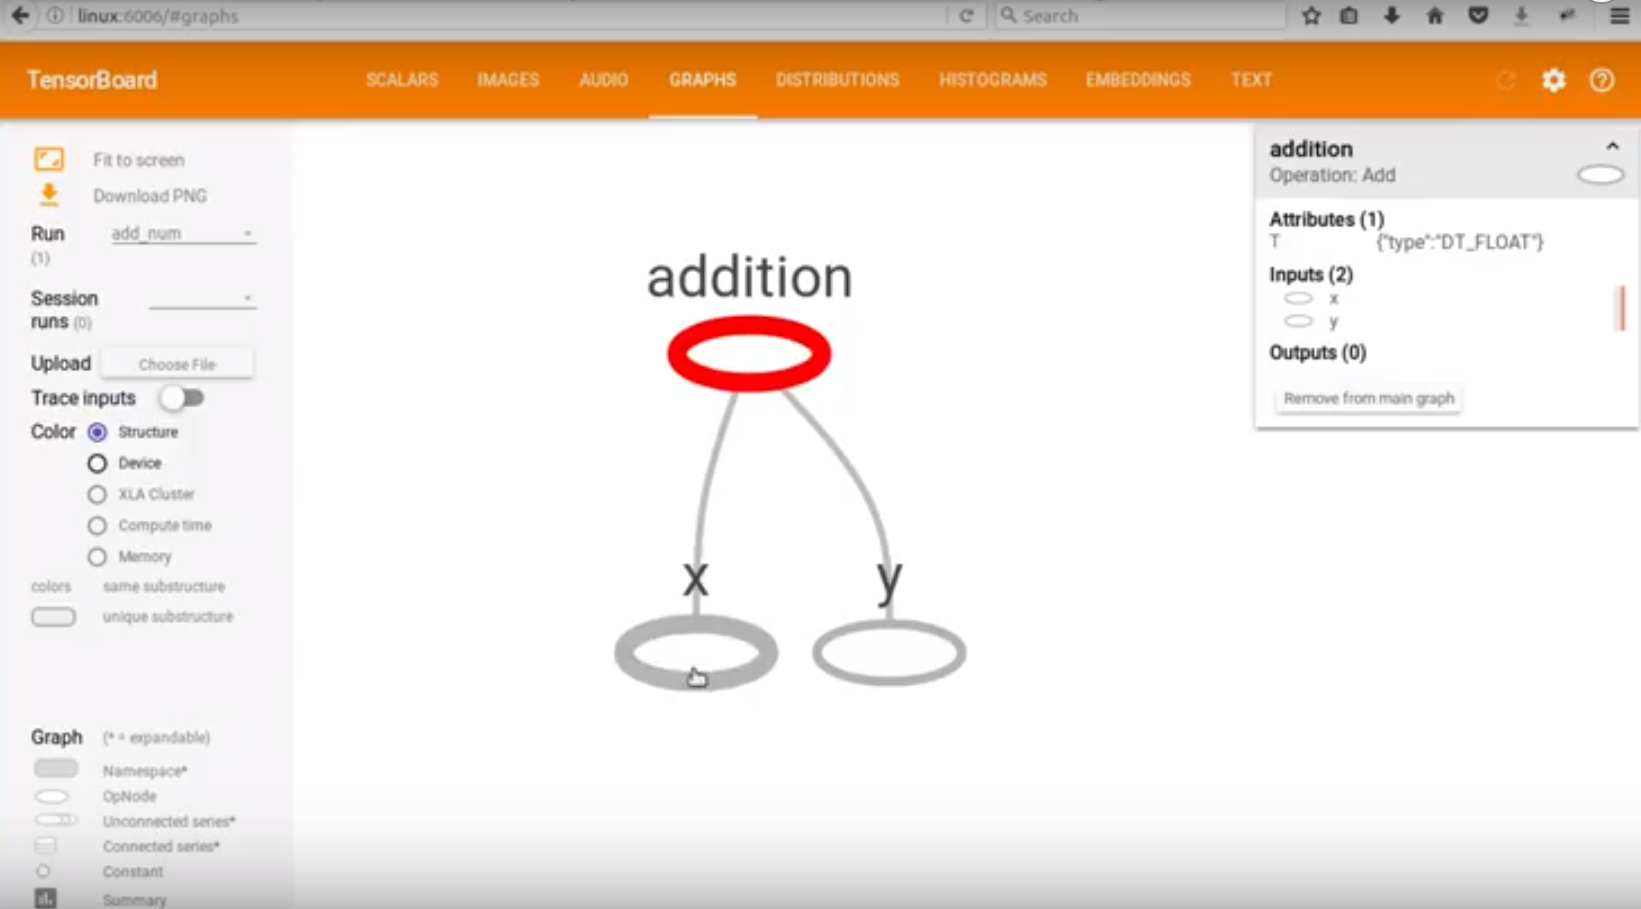 linux:6006/#graphs
Search
TensorBoard
SCALARS IMAGES AUDIO GRAPHS DISTRIBUTIONS HISTOGRAMS EMBEDDINGS TEXT
Fit to screen
Download PNG
Run add_num
(1)
Session
runs (0)
Upload Choose File
Trace inputs
Color Structure
Device
XLA Cluster
Compute time
Memory
colors same substructure
unique substructure
Graph (* = expandable)
Namespace*
OpNode
Unconnected series*
Connected series*
Constant
Summary
addition
x
y
addition
Operation: Add
Attributes (1)
T {"type":"DT_FLOAT"}
Inputs (2)
x
y
Outputs (0)
Remove from main graph